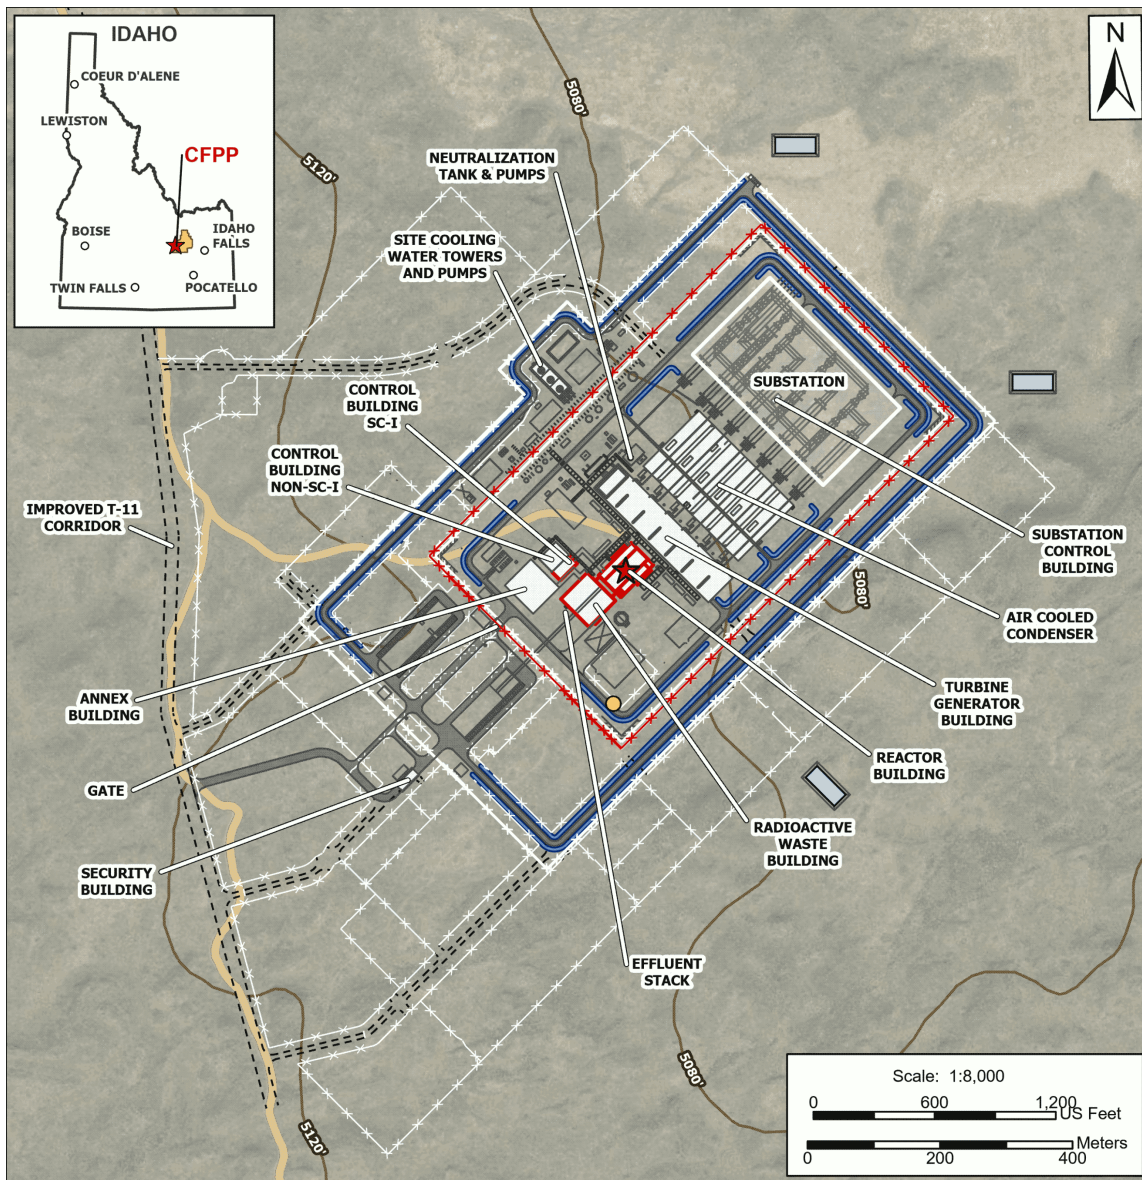 IDAHO
COEUR D'ALENE
LEWISTON
CFPP
BOISE
IDAHO
FALLS
TWIN FALLS
POCATELLO
N
5080'
5120'
NEUTRALIZATION
TANK & PUMPS
SITE COOLING
WATER TOWERS
AND PUMPS
CONTROL
BUILDING
SC-I
SUBSTATION
CONTROL
BUILDING
NON-SC-I
IMPROVED T-11
CORRIDOR
SUBSTATION
CONTROL
BUILDING
5080'
AIR COOLED
CONDENSER
ANNEX
BUILDING
TURBINE
GENERATOR
BUILDING
GATE
REACTOR
BUILDING
RADIOACTIVE
WASTE
BUILDING
SECURITY
BUILDING
EFFLUENT
STACK
5080'
5120'
Scale: 1:8,000
0 600 1,200
US Feet
Meters
0 200 400